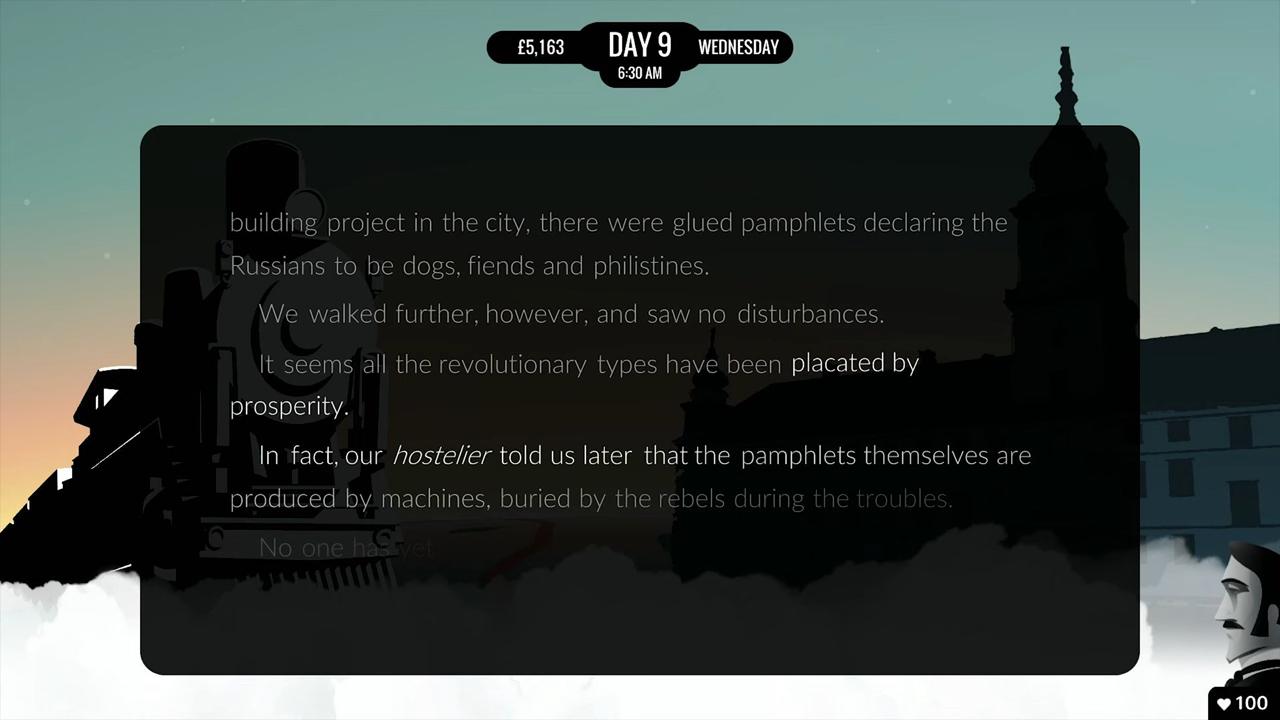 £5,163
DAY 9
WEDNESDAY
6:30 AM
building project in the city, there were glued pamphlets declaring the
Russians to be dogs, fiends and philistines.
We walked further, however, and saw no disturbances.
It seems all the revolutionary types have been placated by
prosperity.
In fact, our hostelier told us later that the pamphlets themselves are
produced by machines, buried by the rebels during the troubles.
No one has yet
100